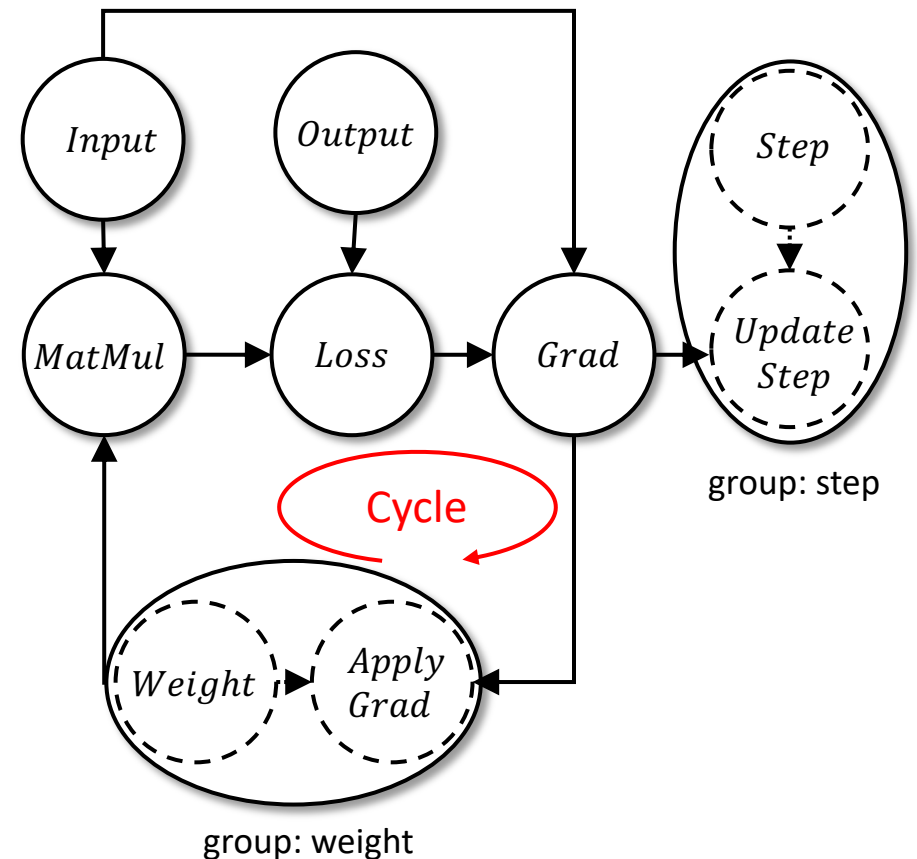 Input
Output
Step
MatMul
Loss
Grad
Update
Step
group: step
Cycle
Weight
Apply
Grad
group: weight